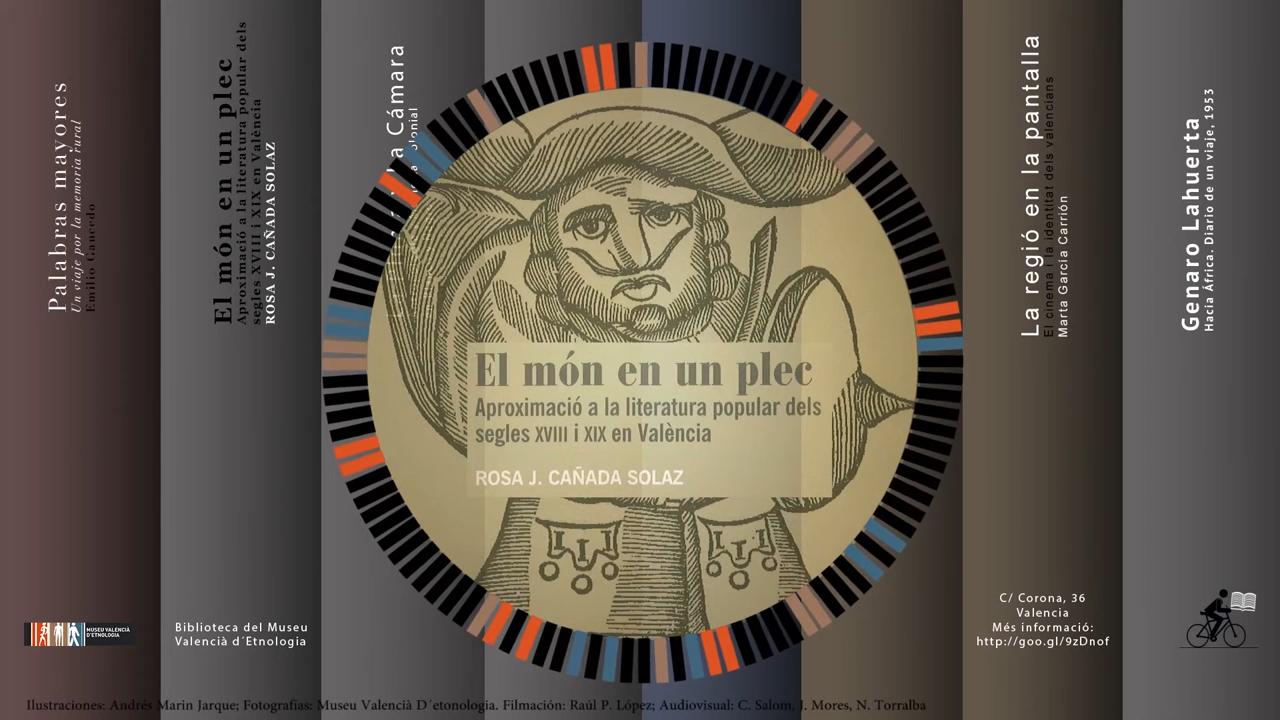 Palabras mayores
Un viaje por la memoria rural
Emilio Gancedo
El món en un plec
Aproximació a la literatura popular dels
segles XVIII i XIX en València
ROSA J. CAÑADA SOLAZ
Cámara
El món en un plec
Aproximació a la literatura popular dels
segles XVIII i XIX en València
ROSA J. CAÑADA SOLAZ
La regió en la pantalla
El cinema i la identitat dels valencians
Marta García Carrión
Genaro Lahuerta
Hacia África. Diario de un viaje, 1953
MUSEU VALENCIÀ
D'ETNOLOGIA
Biblioteca del Museu
Valencià d´Etnologia
C/ Corona, 36
Valencia
Més informació:
http://goo.gl/9zDnof
Ilustraciones: Andrés Marin Jarque; Fotografías: Museu Valencià D´etonologia. Filmación: Raúl P. López; Audiovisual: C. Salom, J. Mores, N. Torralba